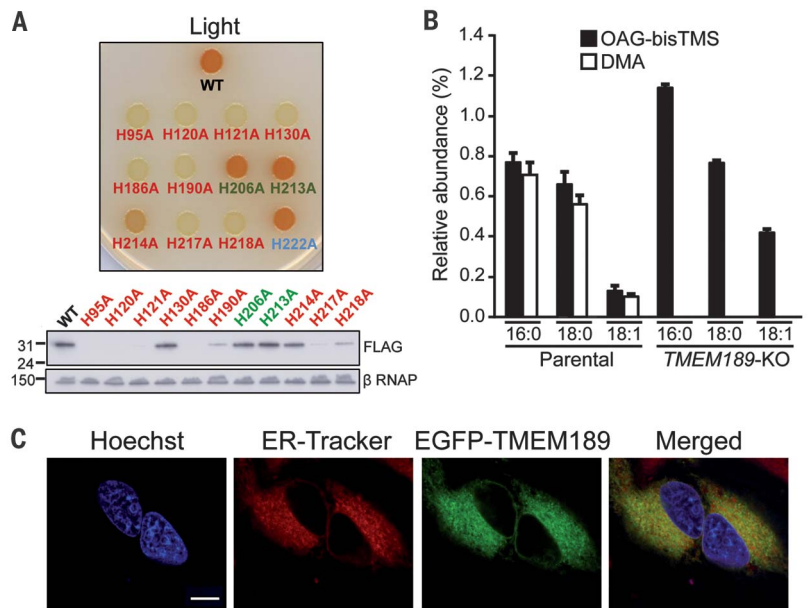 A
Light
WT
H95A H120A H121A H130A
H186A H190A H206A H213A
H214A H217A H218A H222A
WT H95A H120A H121A H130A H186A H190A H206A H213A H214A H217A H218A
31
24
FLAG
150
β RNAP
B
OAG-bisTMS
DMA
Relative abundance (%)
1.4
1.2
1.0
0.8
0.6
0.4
0.2
0.0
16:0 18:0 18:1 16:0 18:0 18:1
Parental TMEM189-KO
C
Hoechst ER-Tracker EGFP-TMEM189 Merged